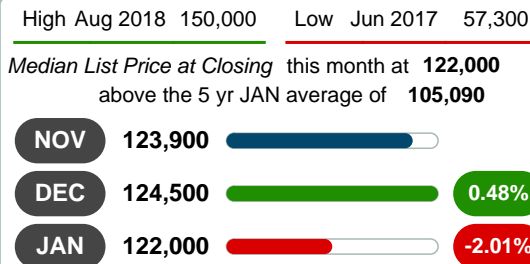 High Aug 2018 150,000 Low Jun 2017 57,300
Median List Price at Closing this month at 122,000
above the 5 yr JAN average of 105,090
NOV 123,900
DEC 124,500 0.48%
JAN 122,000 -2.01%